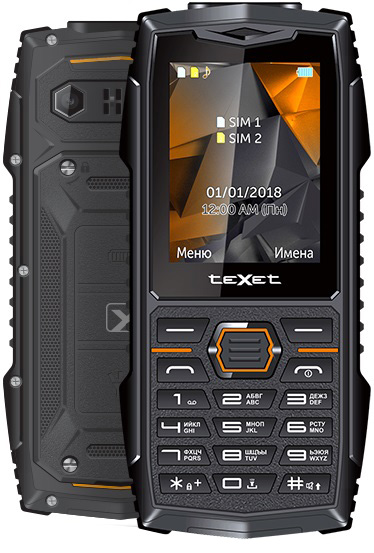 SIM 1
SIM 2
01/01/2018
12:00 AM (Пн)
Меню Имена
teXet
1
2 АБВГ ABC
3 ДЕЖЗ DEF
4 ИЙКЛ GHI
5 МНОП JKL
6 РСТУ MNO
7 ФХЦЧ PQRS
8 ШЩЪЫ TUV
9 ЬЭЮЯ WXYZ
* +
0
#